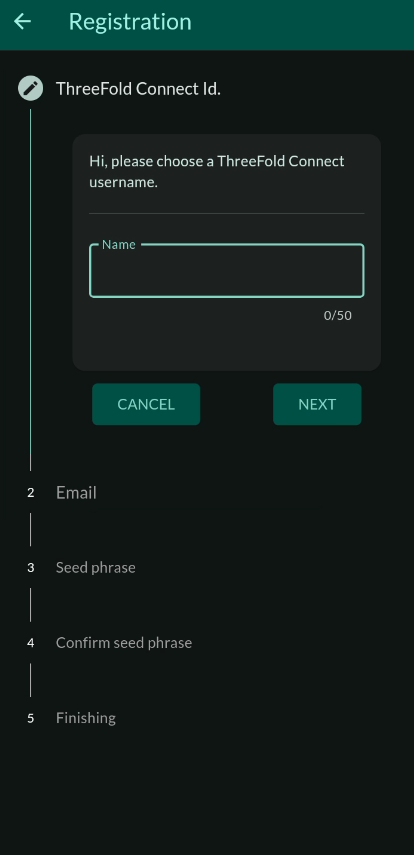 Registration
ThreeFold Connect Id.
Hi, please choose a ThreeFold Connect
username.
Name
0/50
CANCEL
NEXT
2
Email
3
Seed phrase
4
Confirm seed phrase
5
Finishing